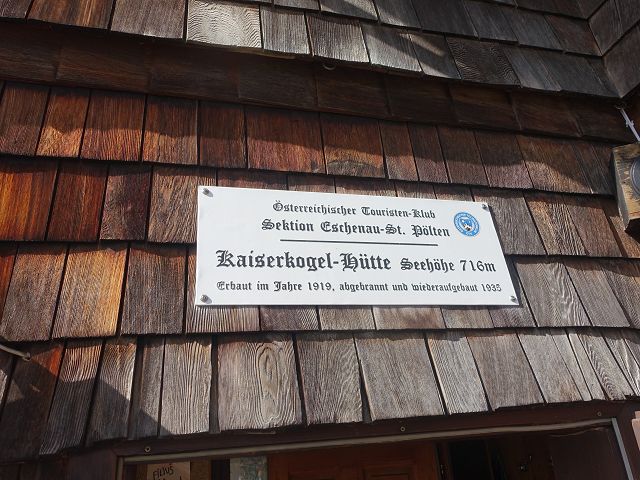 Österreichischer Touristen-Klub
Sektion Eschenau-St. Pölten
Kaiserkogel-Hütte Seehöhe 716m
Erbaut im Jahre 1919, abgebrannt und wiederaufgebaut 1935